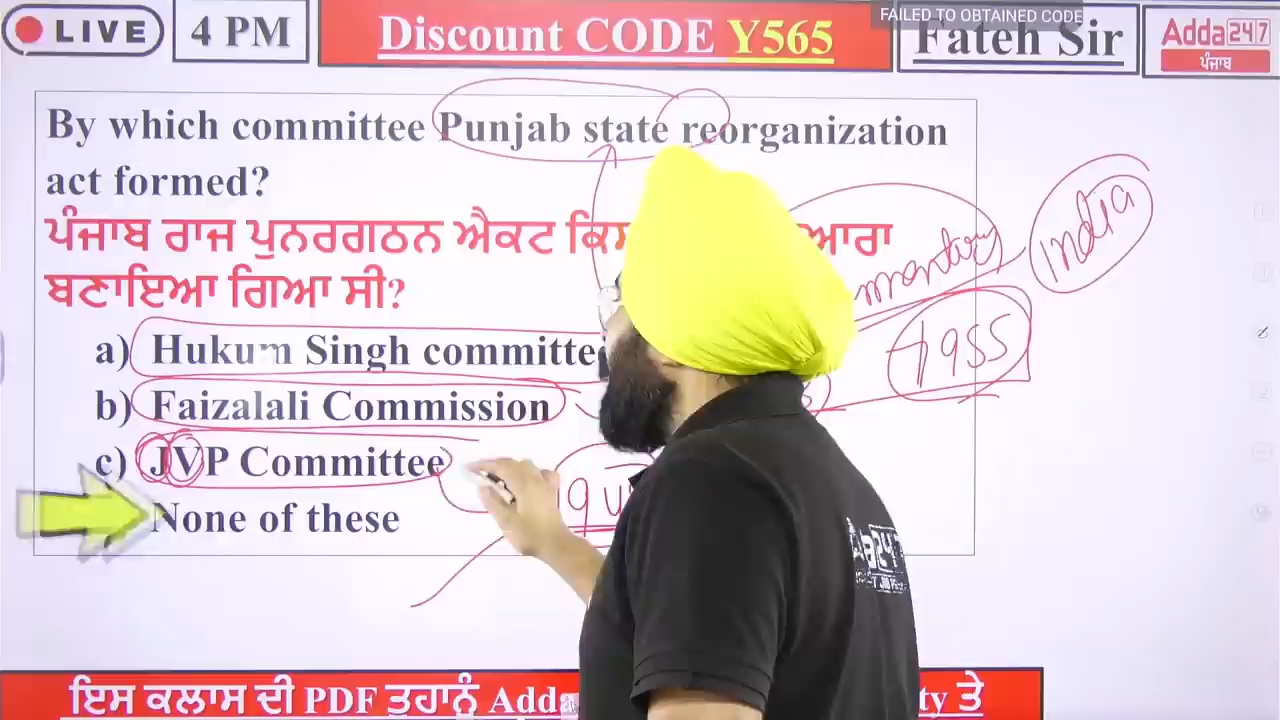 LIVE
4 PM
Discount CODE Y565
FAILED TO OBTAINED CODE
Fateh Sir
Adda247
ਪੰਜਾਬ
By which committee Punjab state reorganization
act formed?
ਪੰਜਾਬ ਰਾਜ ਪੁਨਰਗਠਨ ਐਕਟ
ਬਣਾਇਆ ਗਿਆ ਸੀ?
India
1955
a) Hukum Singh committe
b) Faizalali Commission
c) JVP Committee
None of these
ਇਸ ਕਲਾਸ ਦੀ PDF ਤੁਹਾਨੂੰ Adda ਤੇ